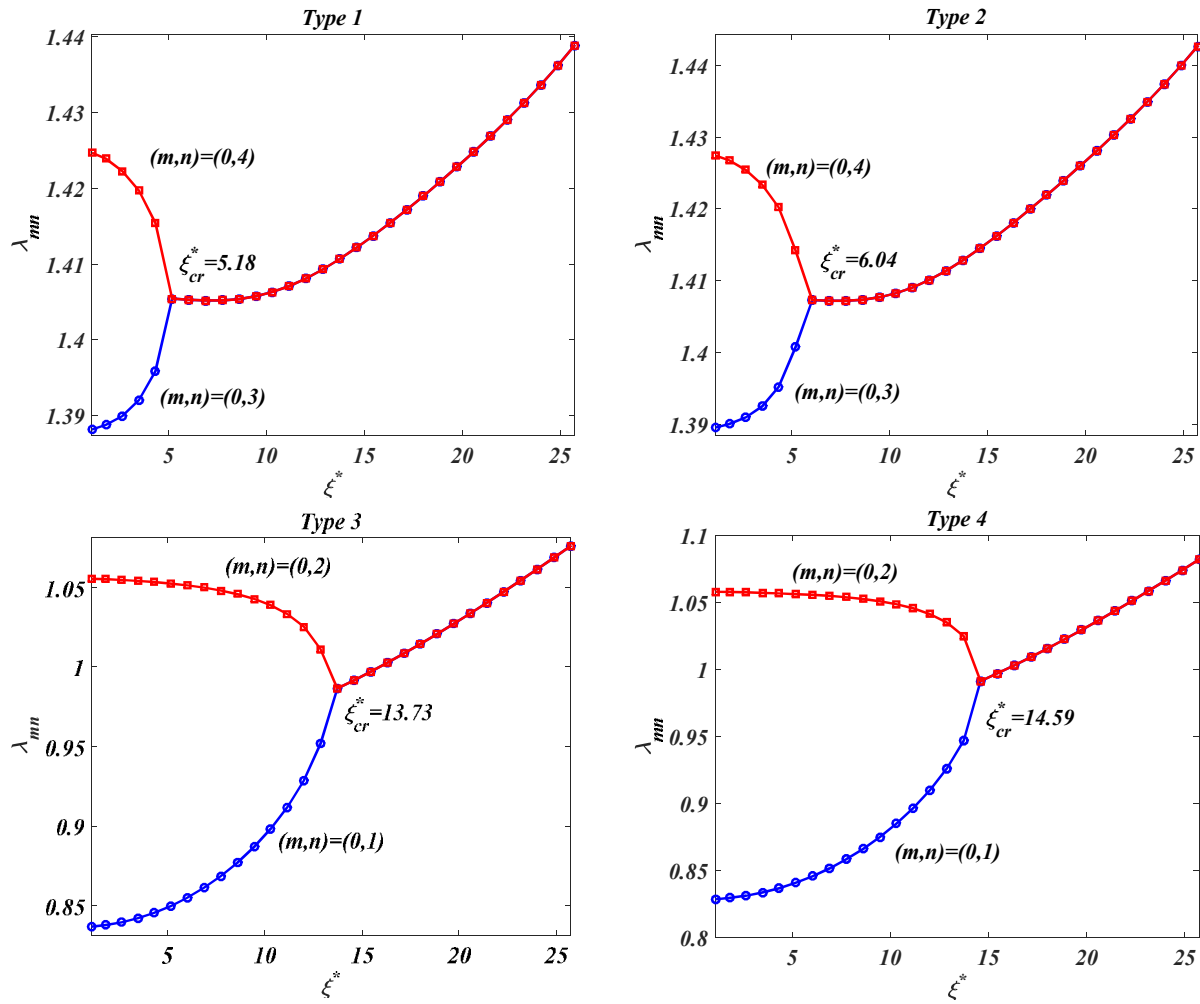 Type 1
1.44
1.43
1.42
1.41
1.4
1.39
λmn
(m,n)=(0,4)
ξ*cr=5.18
(m,n)=(0,3)
5 10 15 20 25
ξ*
Type 2
1.44
1.43
1.42
1.41
1.4
1.39
λmn
(m,n)=(0,4)
ξ*cr=6.04
(m,n)=(0,3)
5 10 15 20 25
ξ*
Type 3
1.05
1
0.95
0.9
0.85
λmn
(m,n)=(0,2)
ξ*cr=13.73
(m,n)=(0,1)
5 10 15 20 25
ξ*
Type 4
1.1
1.05
1
0.95
0.9
0.85
0.8
λmn
(m,n)=(0,2)
ξ*cr=14.59
(m,n)=(0,1)
5 10 15 20 25
ξ*